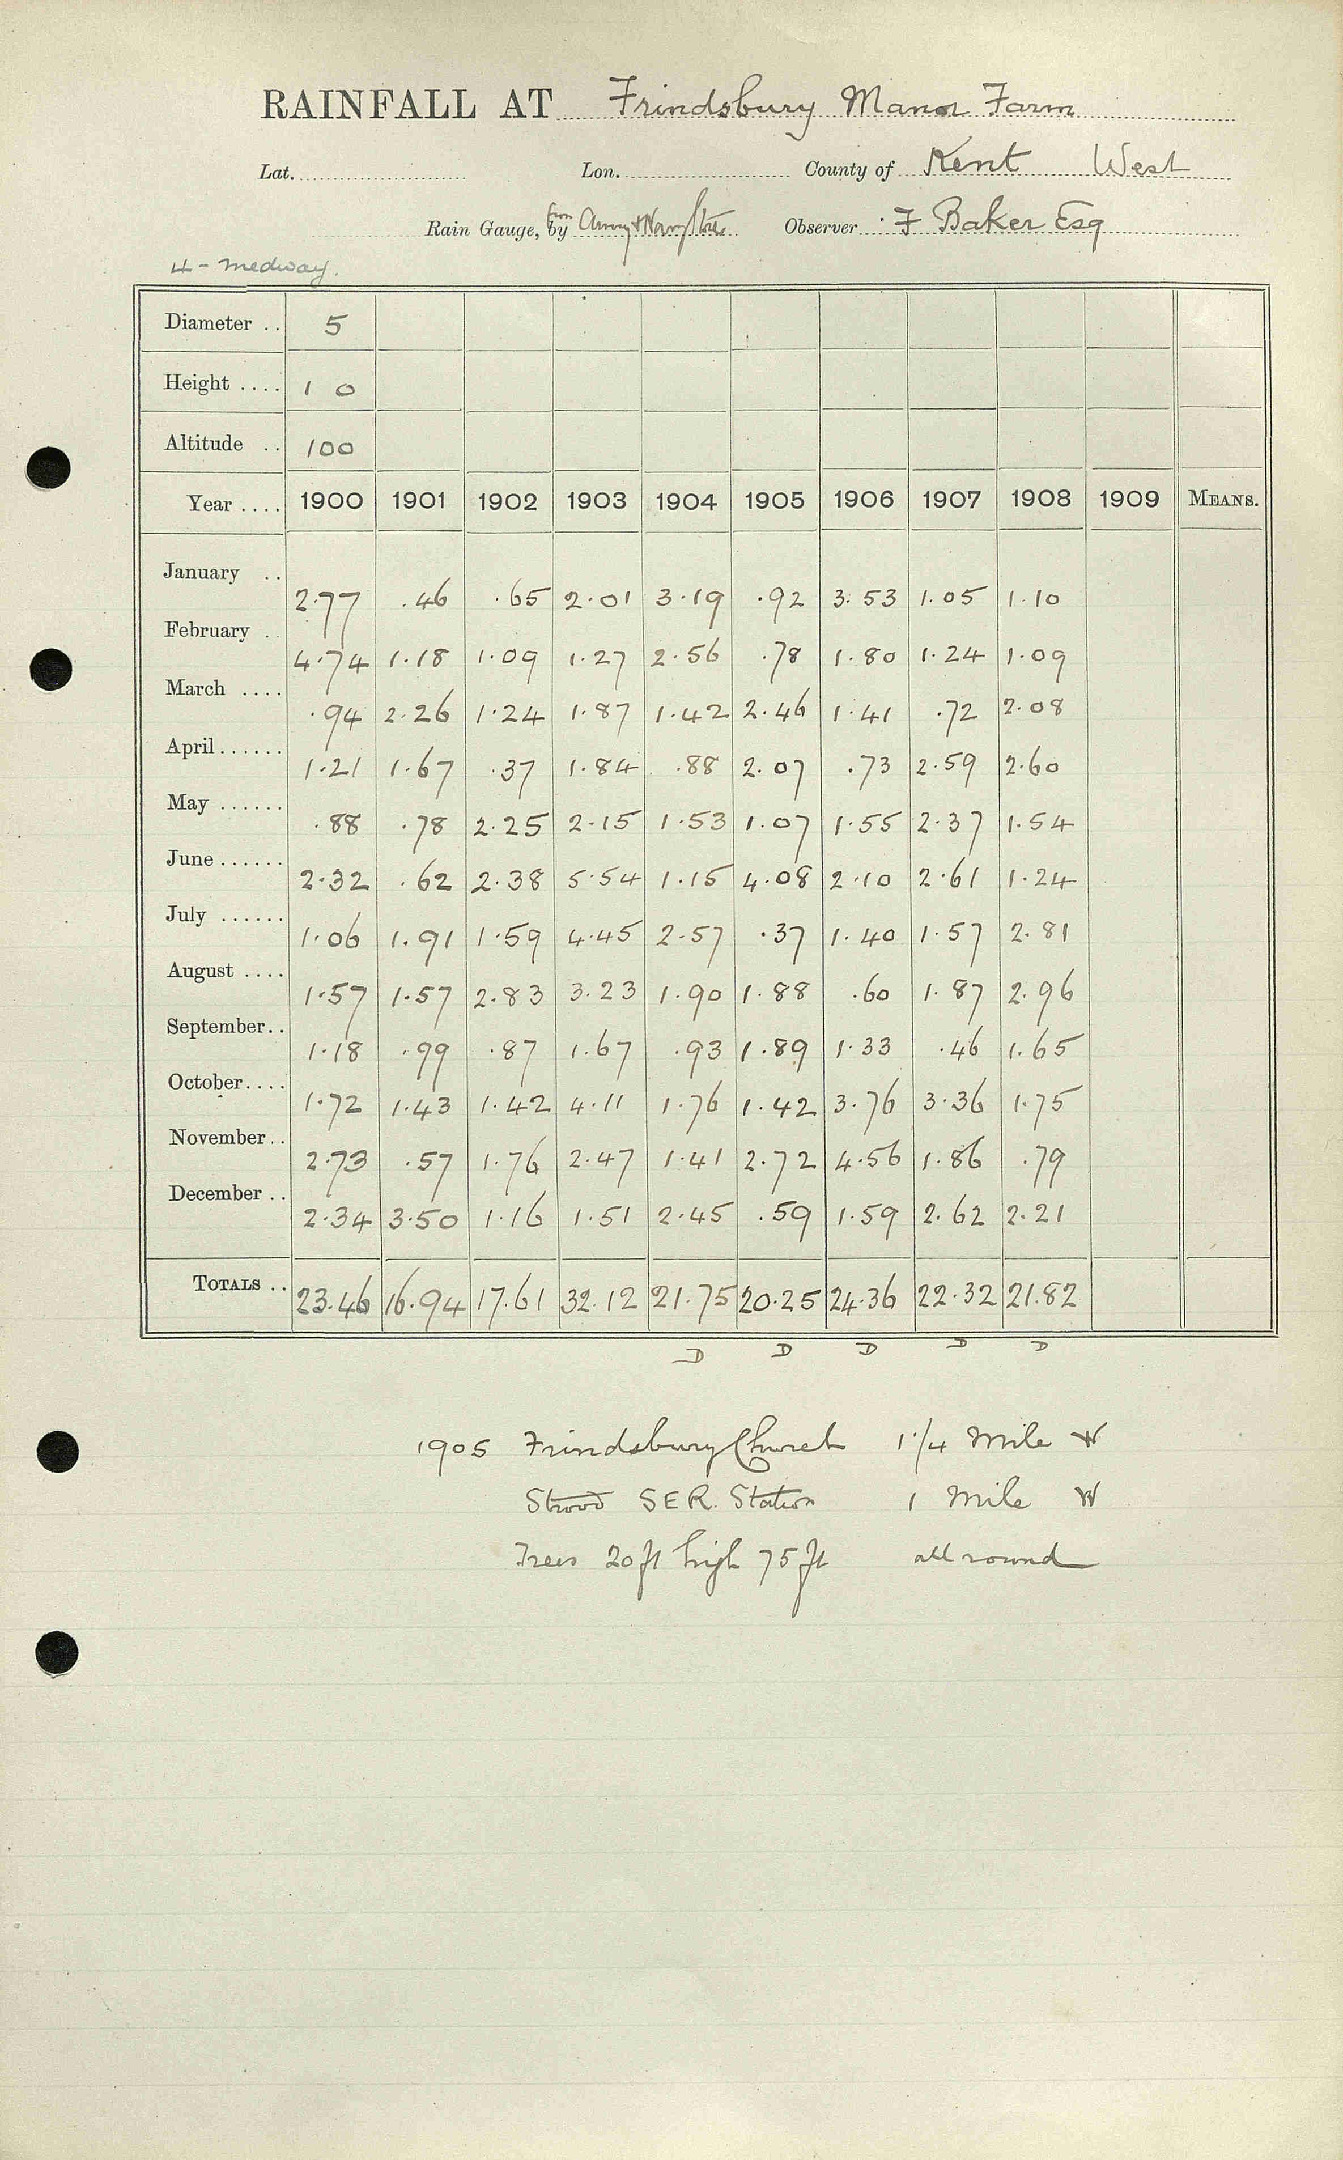 RAINFALL AT Frindsbury Manor Farm
Lat. Lon. County of Kent West
Rain Gauge, by from Army & Navy Stores Observer F Baker Esq
4 - Medway.
Diameter .. 5
Height .... 1 0
Altitude .. 100
Year .... 1900 1901 1902 1903 1904 1905 1906 1907 1908 1909 MEANS.
January .. 2.77 .46 .65 2.01 3.19 .92 3.53 1.05 1.10
February .. 4.74 1.18 1.09 1.27 2.56 .78 1.80 1.24 1.09
March .... .94 2.26 1.24 1.87 1.42 2.46 1.41 .72 2.08
April...... 1.21 1.67 .37 1.84 .88 2.07 .73 2.59 2.60
May ...... .88 .78 2.25 2.15 1.53 1.07 1.55 2.37 1.54
June ...... 2.32 .62 2.38 5.54 1.15 4.08 2.10 2.61 1.24
July ...... 1.06 1.91 1.59 4.45 2.57 .37 1.40 1.57 2.81
August .... 1.57 1.57 2.83 3.23 1.90 1.88 .60 1.87 2.96
September.. 1.18 .99 .87 1.67 .93 1.89 1.33 .46 1.65
October.... 1.72 1.43 1.42 4.11 1.76 1.42 3.76 3.36 1.75
November.. 2.73 .57 1.76 2.47 1.41 2.72 4.56 1.86 .79
December .. 2.34 3.50 1.16 1.51 2.45 .59 1.59 2.62 2.21
TOTALS .. 23.46 16.94 17.61 32.12 21.75 20.25 24.36 22.32 21.82
D D D D D
1905 Frindsbury Church 1 1/4 Mile W
Strood SER. Station 1 Mile W
Trees 20 ft high 75 ft all round